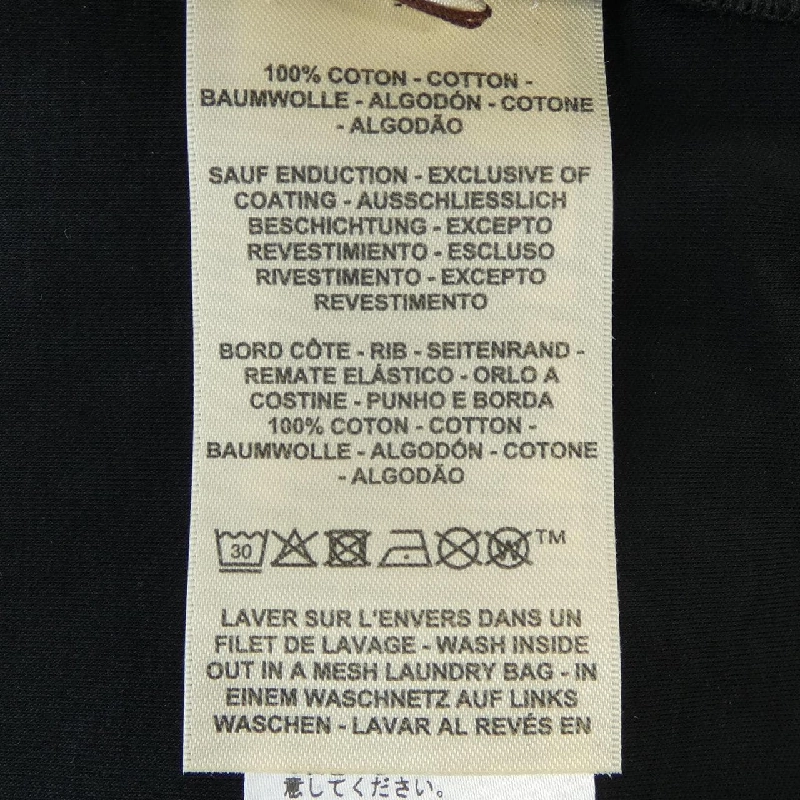 100% COTON - COTTON -
BAUMWOLLE - ALGODÓN - COTONE
- ALGODÃO
SAUF ENDUCTION - EXCLUSIVE OF
COATING - AUSSCHLIESSLICH
BESCHICHTUNG - EXCEPTO
REVESTIMIENTO - ESCLUSO
RIVESTIMENTO - EXCEPTO
REVESTIMENTO
BORD CÔTE - RIB - SEITENRAND -
REMATE ELÁSTICO - ORLO A
COSTINE - PUNHO E BORDA
100% COTON - COTTON -
BAUMWOLLE - ALGODÓN - COTONE
- ALGODÃO
30 W TM
LAVER SUR L'ENVERS DANS UN
FILET DE LAVAGE - WASH INSIDE
OUT IN A MESH LAUNDRY BAG - IN
EINEM WASCHNETZ AUF LINKS
WASCHEN - LAVAR AL REVÉS EN
意してください。